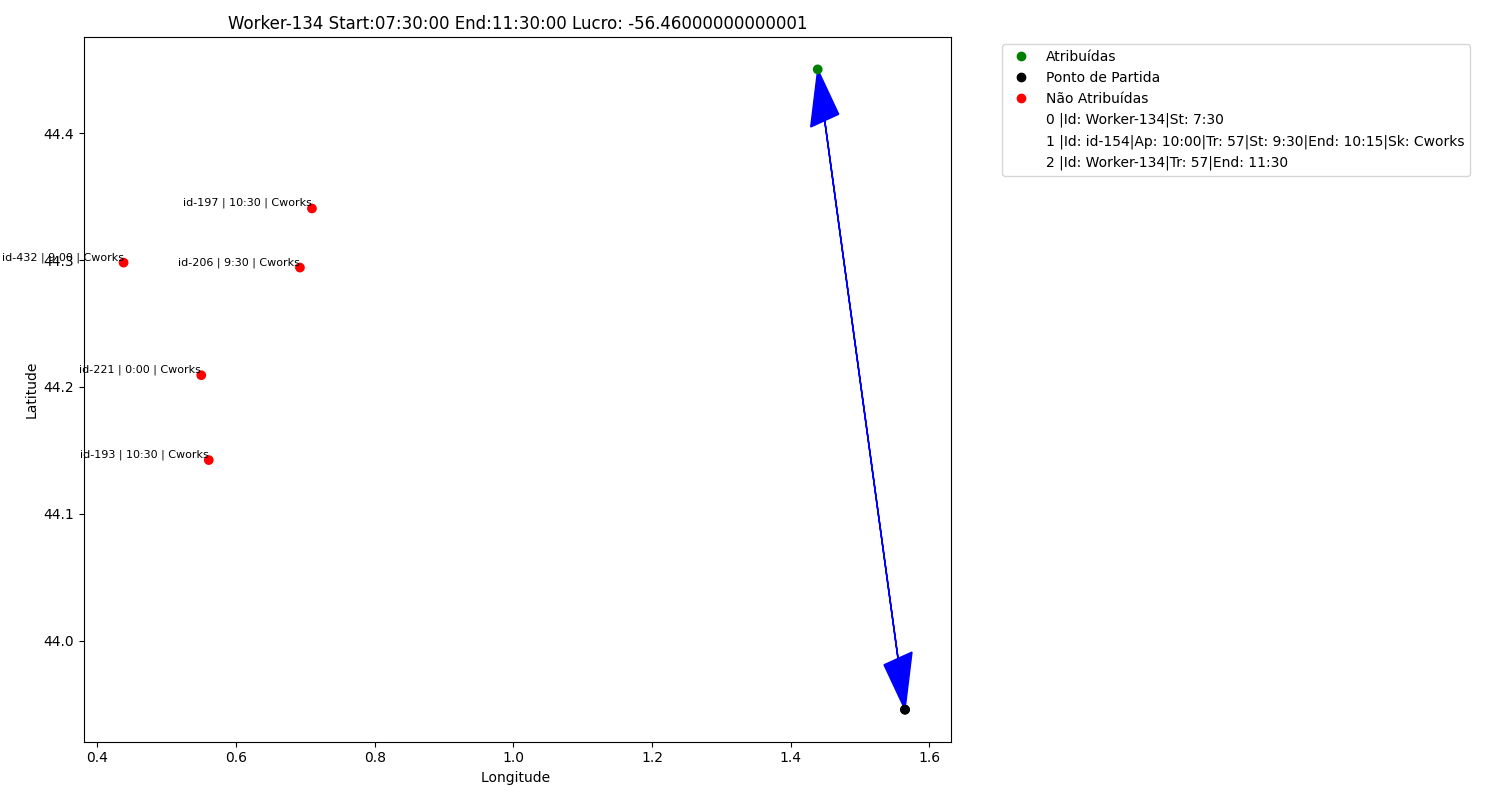 Worker-134 Start:07:30:00 End:11:30:00 Lucro: -56.46000000000001
Atribuídas
Ponto de Partida
Não Atribuídas
0 |Id: Worker-134|St: 7:30
1 |Id: id-154|Ap: 10:00|Tr: 57|St: 9:30|End: 10:15|Sk: Cworks
2 |Id: Worker-134|Tr: 57|End: 11:30
44.4
id-197 | 10:30 | Cworks
id-432 | 9:00 | Cworks
44.3
id-206 | 9:30 | Cworks
id-221 | 0:00 | Cworks
44.2
Latitude
id-193 | 10:30 | Cworks
44.1
44.0
0.4 0.6 0.8 1.0 1.2 1.4 1.6
Longitude